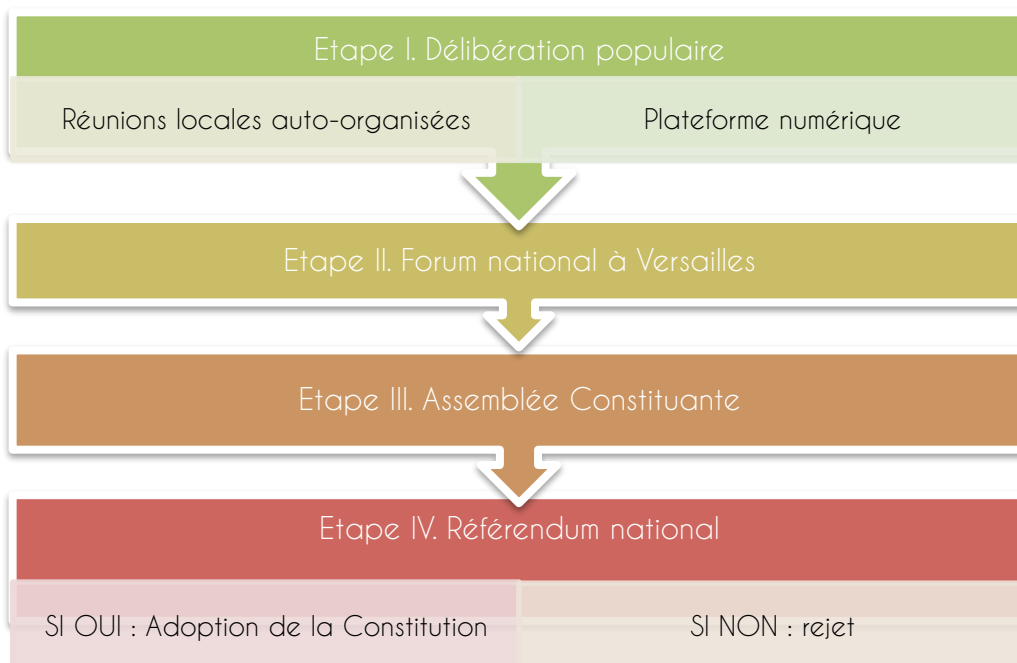 Etape I. Délibération populaire
Réunions locales auto-organisées
Plateforme numérique
Etape II. Forum national à Versailles
Etape III. Assemblée Constituante
Etape IV. Référendum national
SI OUI : Adoption de la Constitution
SI NON : rejet